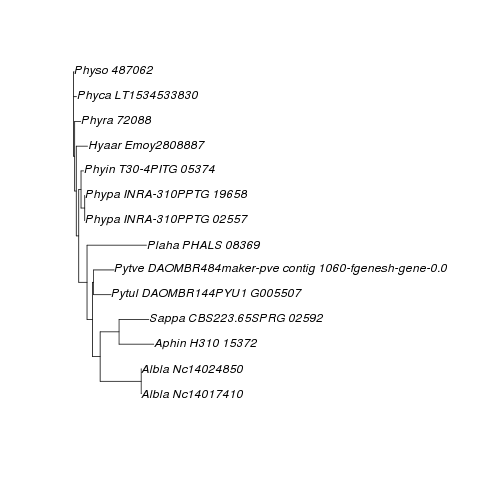 Physo 487062
Phyca LT1534533830
Phyra 72088
Hyaar Emoy2808887
Phyin T30-4PITG 05374
Phypa INRA-310PPTG 19658
Phypa INRA-310PPTG 02557
Plaha PHALS 08369
Pytve DAOMBR484maker-pve contig 1060-fgenesh-gene-0.0
Pytul DAOMBR144PYU1 G005507
Sappa CBS223.65SPRG 02592
Aphin H310 15372
Albla Nc14024850
Albla Nc14017410